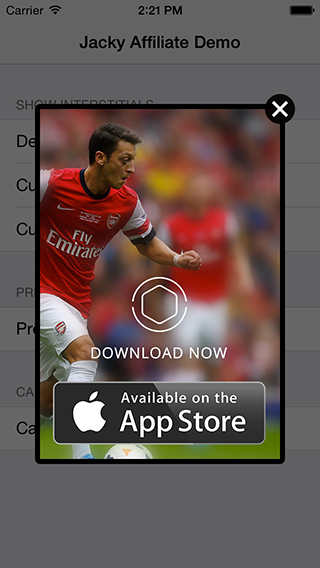 Carrier 2:21 PM
Jacky Affiliate Demo
SHOW INTERSTITIALS
De
Cu
Cu
PR
Pr
CA
Ca
Fly
Emirates
DOWNLOAD NOW
Available on the
App Store